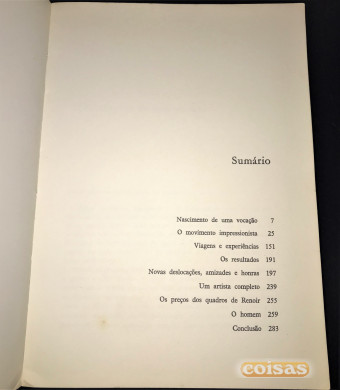 Sumário
Nascimento de uma vocação 7
O movimento impressionista 25
Viagens e experiências 151
Os resultados 191
Novas deslocações, amizades e honras 197
Um artista completo 239
Os preços dos quadros de Renoir 255
O homem 259
Conclusão 283
coisas